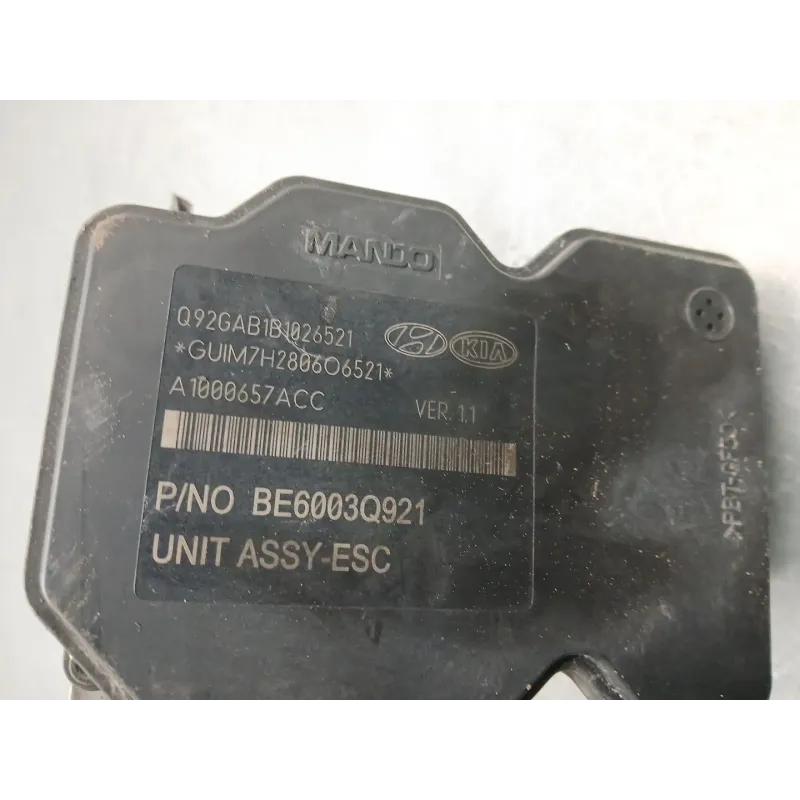 MANDO
Q92GAB1B1026521
*GUIM7H2806O6521*
KIA
A1000657ACC VER. 1.1
P/NO BE6003Q921
UNIT ASSY-ESC